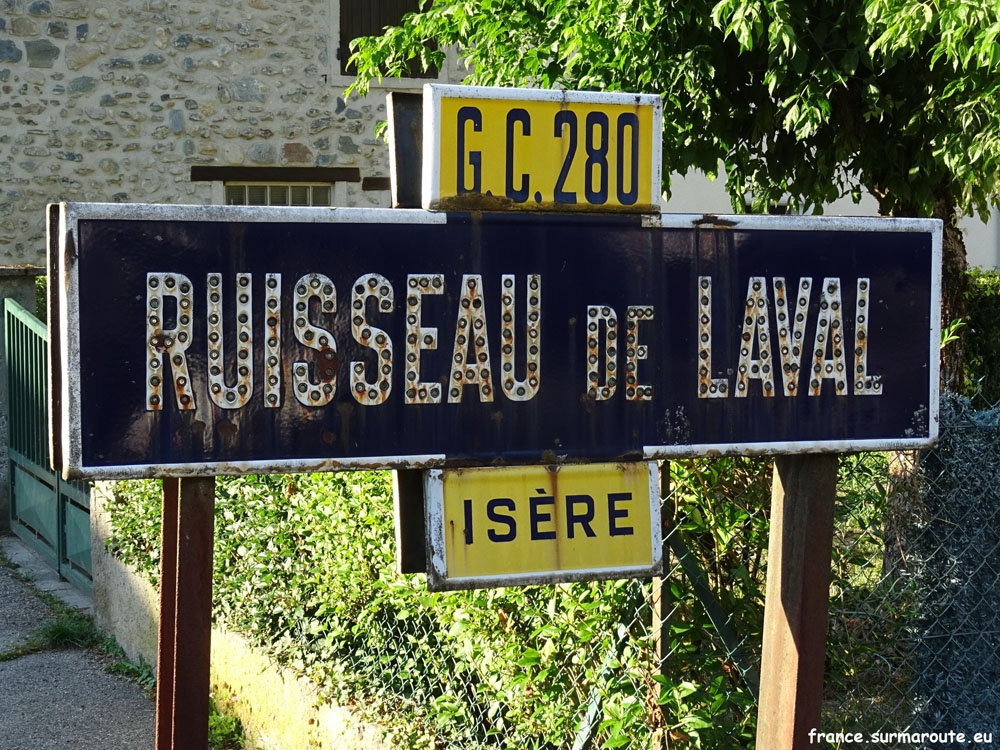 G.C.280
RUISSEAU DE LAVAL
ISÈRE
france.surmaroute.eu